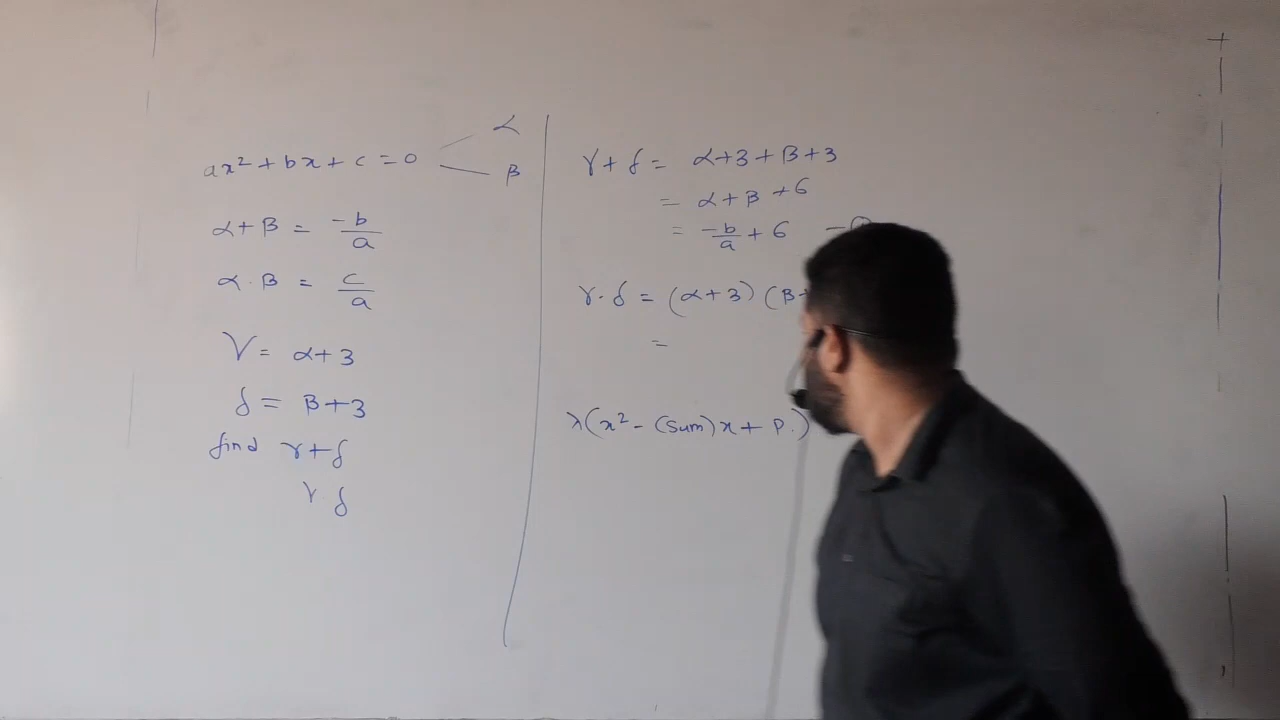 ax² + bx + c = 0
α
β
α + β = -b/a
α . β = c/a
γ = α + 3
δ = β + 3
find γ + δ
γ δ
γ + δ = α + 3 + β + 3
= α + β + 6
= -b/a + 6
γ . δ = (α + 3) (β +
=
λ(x² - (sum)x + P.)